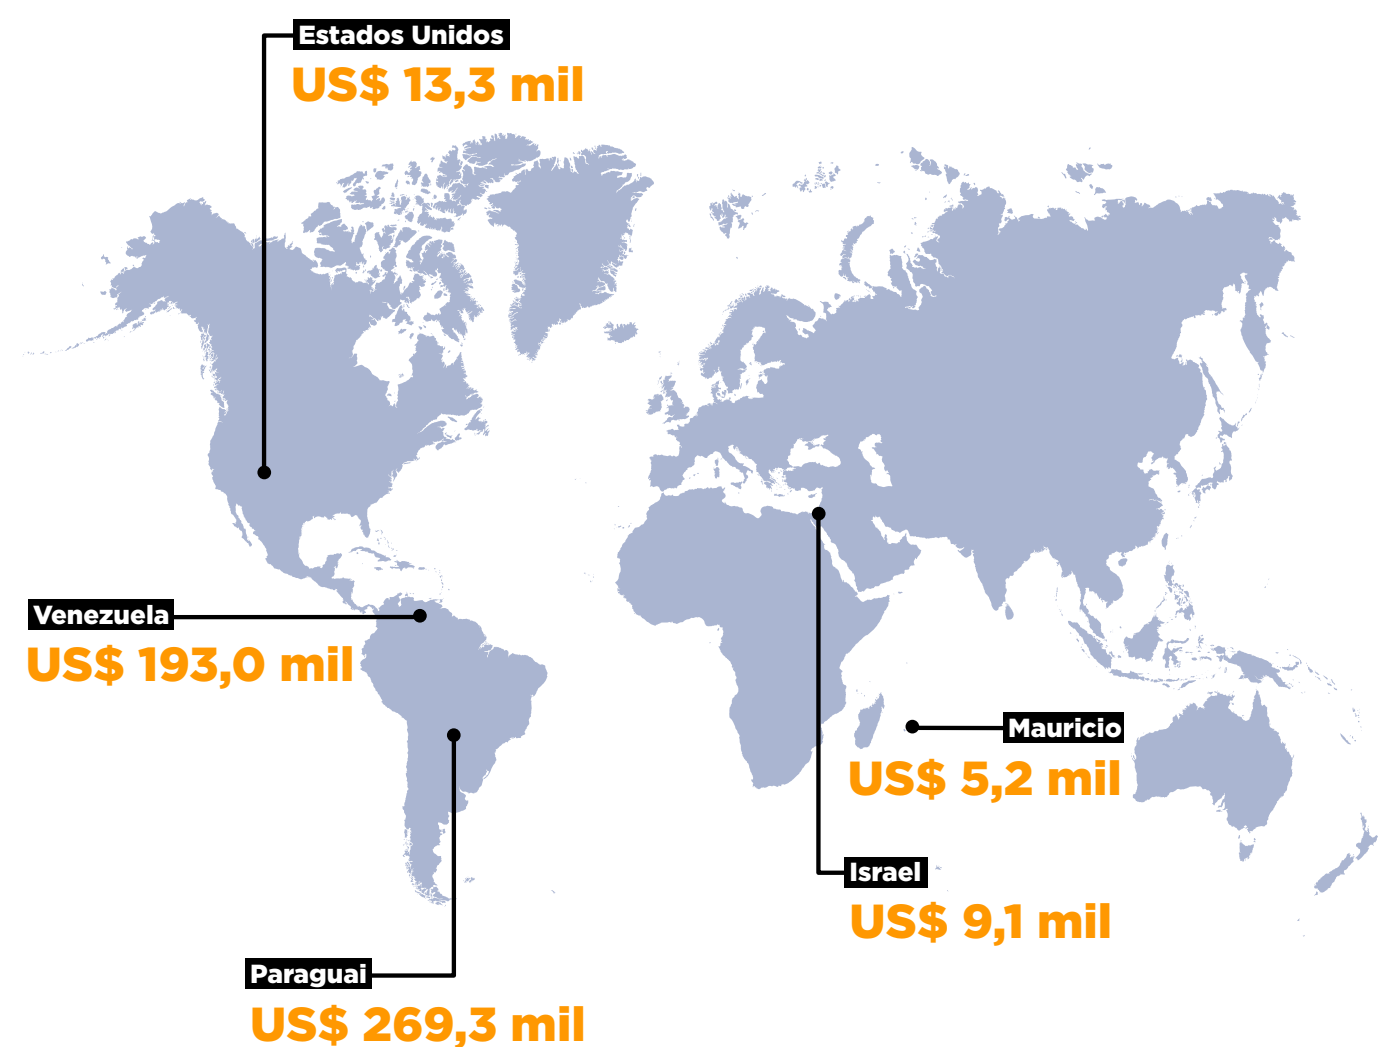 Estados Unidos
US$ 13,3 mil
Venezuela
US$ 193,0 mil
Mauricio
US$ 5,2 mil
Israel
US$ 9,1 mil
Paraguai
US$ 269,3 mil